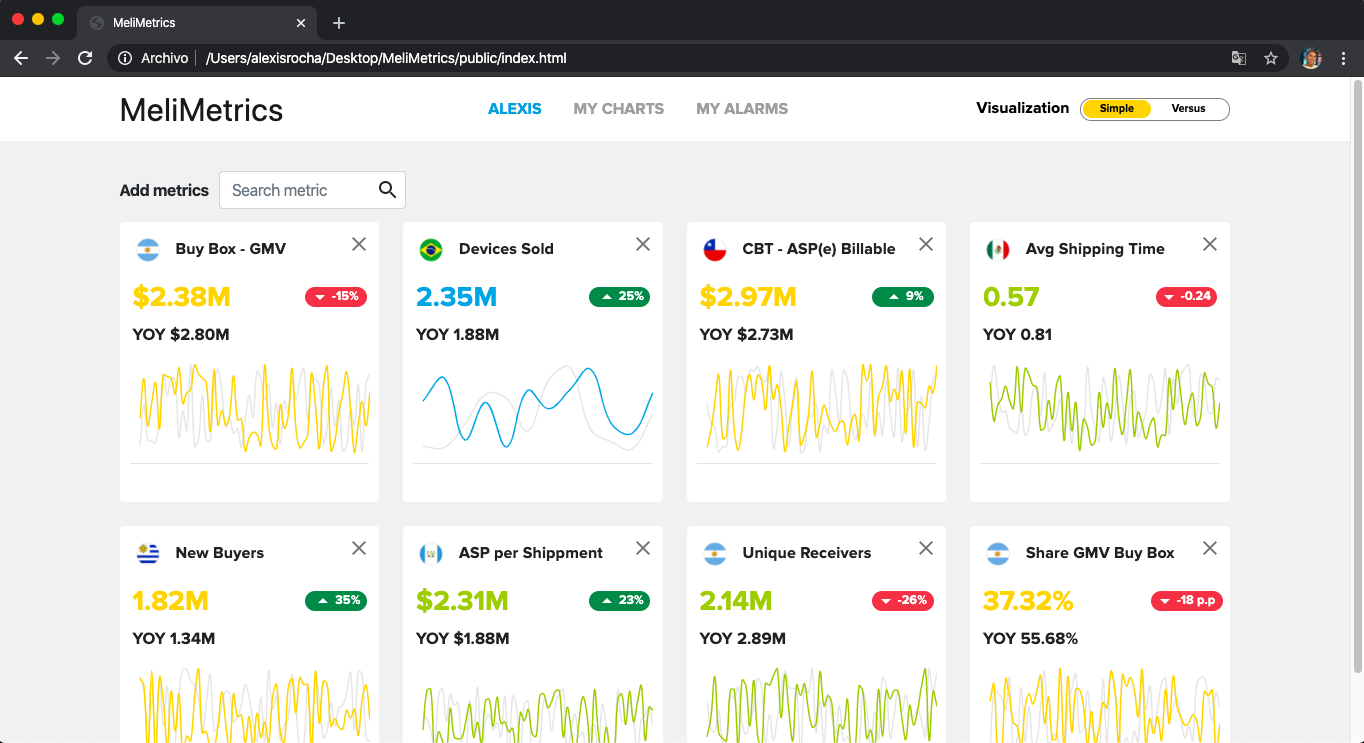 MeliMetrics
Archivo /Users/alexisrocha/Desktop/MeliMetrics/public/index.html
MeliMetrics ALEXIS MY CHARTS MY ALARMS Visualization Simple Versus
Add metrics Search metric
Buy Box - GMV
$2.38M -15%
YOY $2.80M
Devices Sold
2.35M 25%
YOY 1.88M
CBT - ASP(e) Billable
$2.97M 9%
YOY $2.73M
Avg Shipping Time
0.57 -0.24
YOY 0.81
New Buyers
1.82M 35%
YOY 1.34M
ASP per Shippment
$2.31M 23%
YOY $1.88M
Unique Receivers
2.14M -26%
YOY 2.89M
Share GMV Buy Box
37.32% -18 p.p
YOY 55.68%